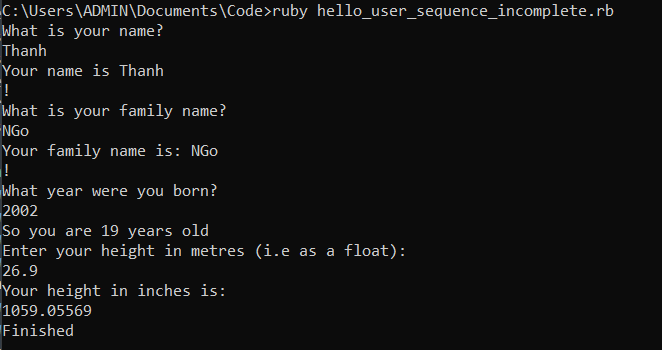 C:\Users\ADMIN\Documents\Code>ruby hello_user_sequence_incomplete.rb
What is your name?
Thanh
Your name is Thanh
!
What is your family name?
NGo
Your family name is: NGo
!
What year were you born?
2002
So you are 19 years old
Enter your height in metres (i.e as a float):
26.9
Your height in inches is:
1059.05569
Finished